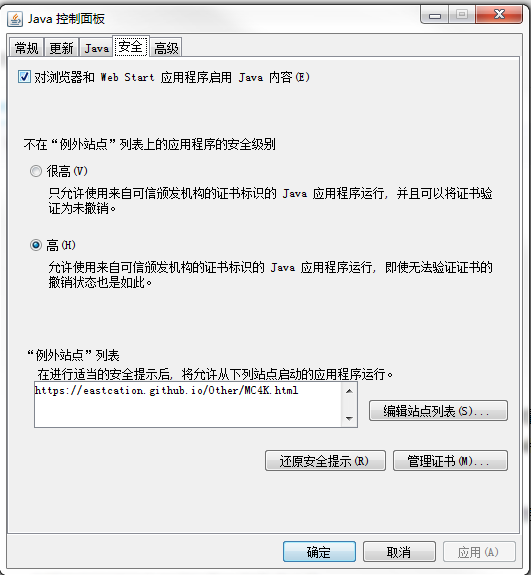 Java 控制面板
常规 更新 Java 安全 高级
对浏览器和 Web Start 应用程序启用 Java 内容(E)
不在“例外站点”列表上的应用程序的安全级别
很高(V)
只允许使用来自可信颁发机构的证书标识的 Java 应用程序运行, 并且可以将证书验
证为未撤销。
高(H)
允许使用来自可信颁发机构的证书标识的 Java 应用程序运行, 即使无法验证证书的
撤销状态也是如此。
“例外站点”列表
在进行适当的安全提示后, 将允许从下列站点启动的应用程序运行。
https://eastcation.github.io/Other/MC4K.html
编辑站点列表(S)...
还原安全提示(R) 管理证书(M)...
确定 取消 应用(A)